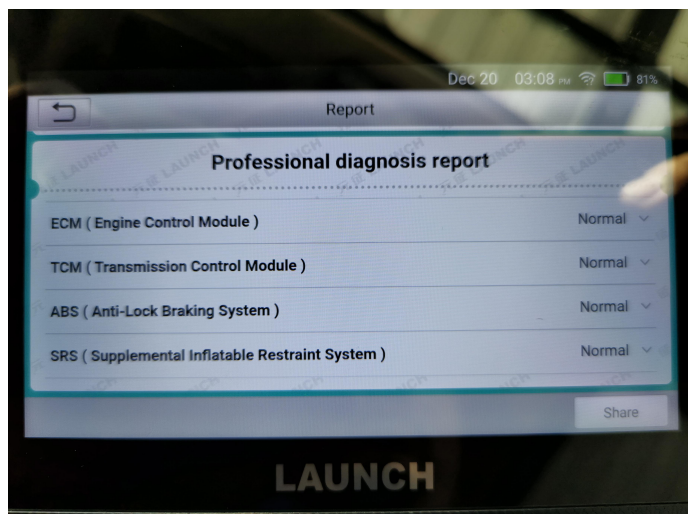 Dec 20 03:08 PM 81%
Report
Professional diagnosis report
ECM ( Engine Control Module ) Normal
TCM ( Transmission Control Module ) Normal
ABS ( Anti-Lock Braking System ) Normal
SRS ( Supplemental Inflatable Restraint System ) Normal
Share
LAUNCH